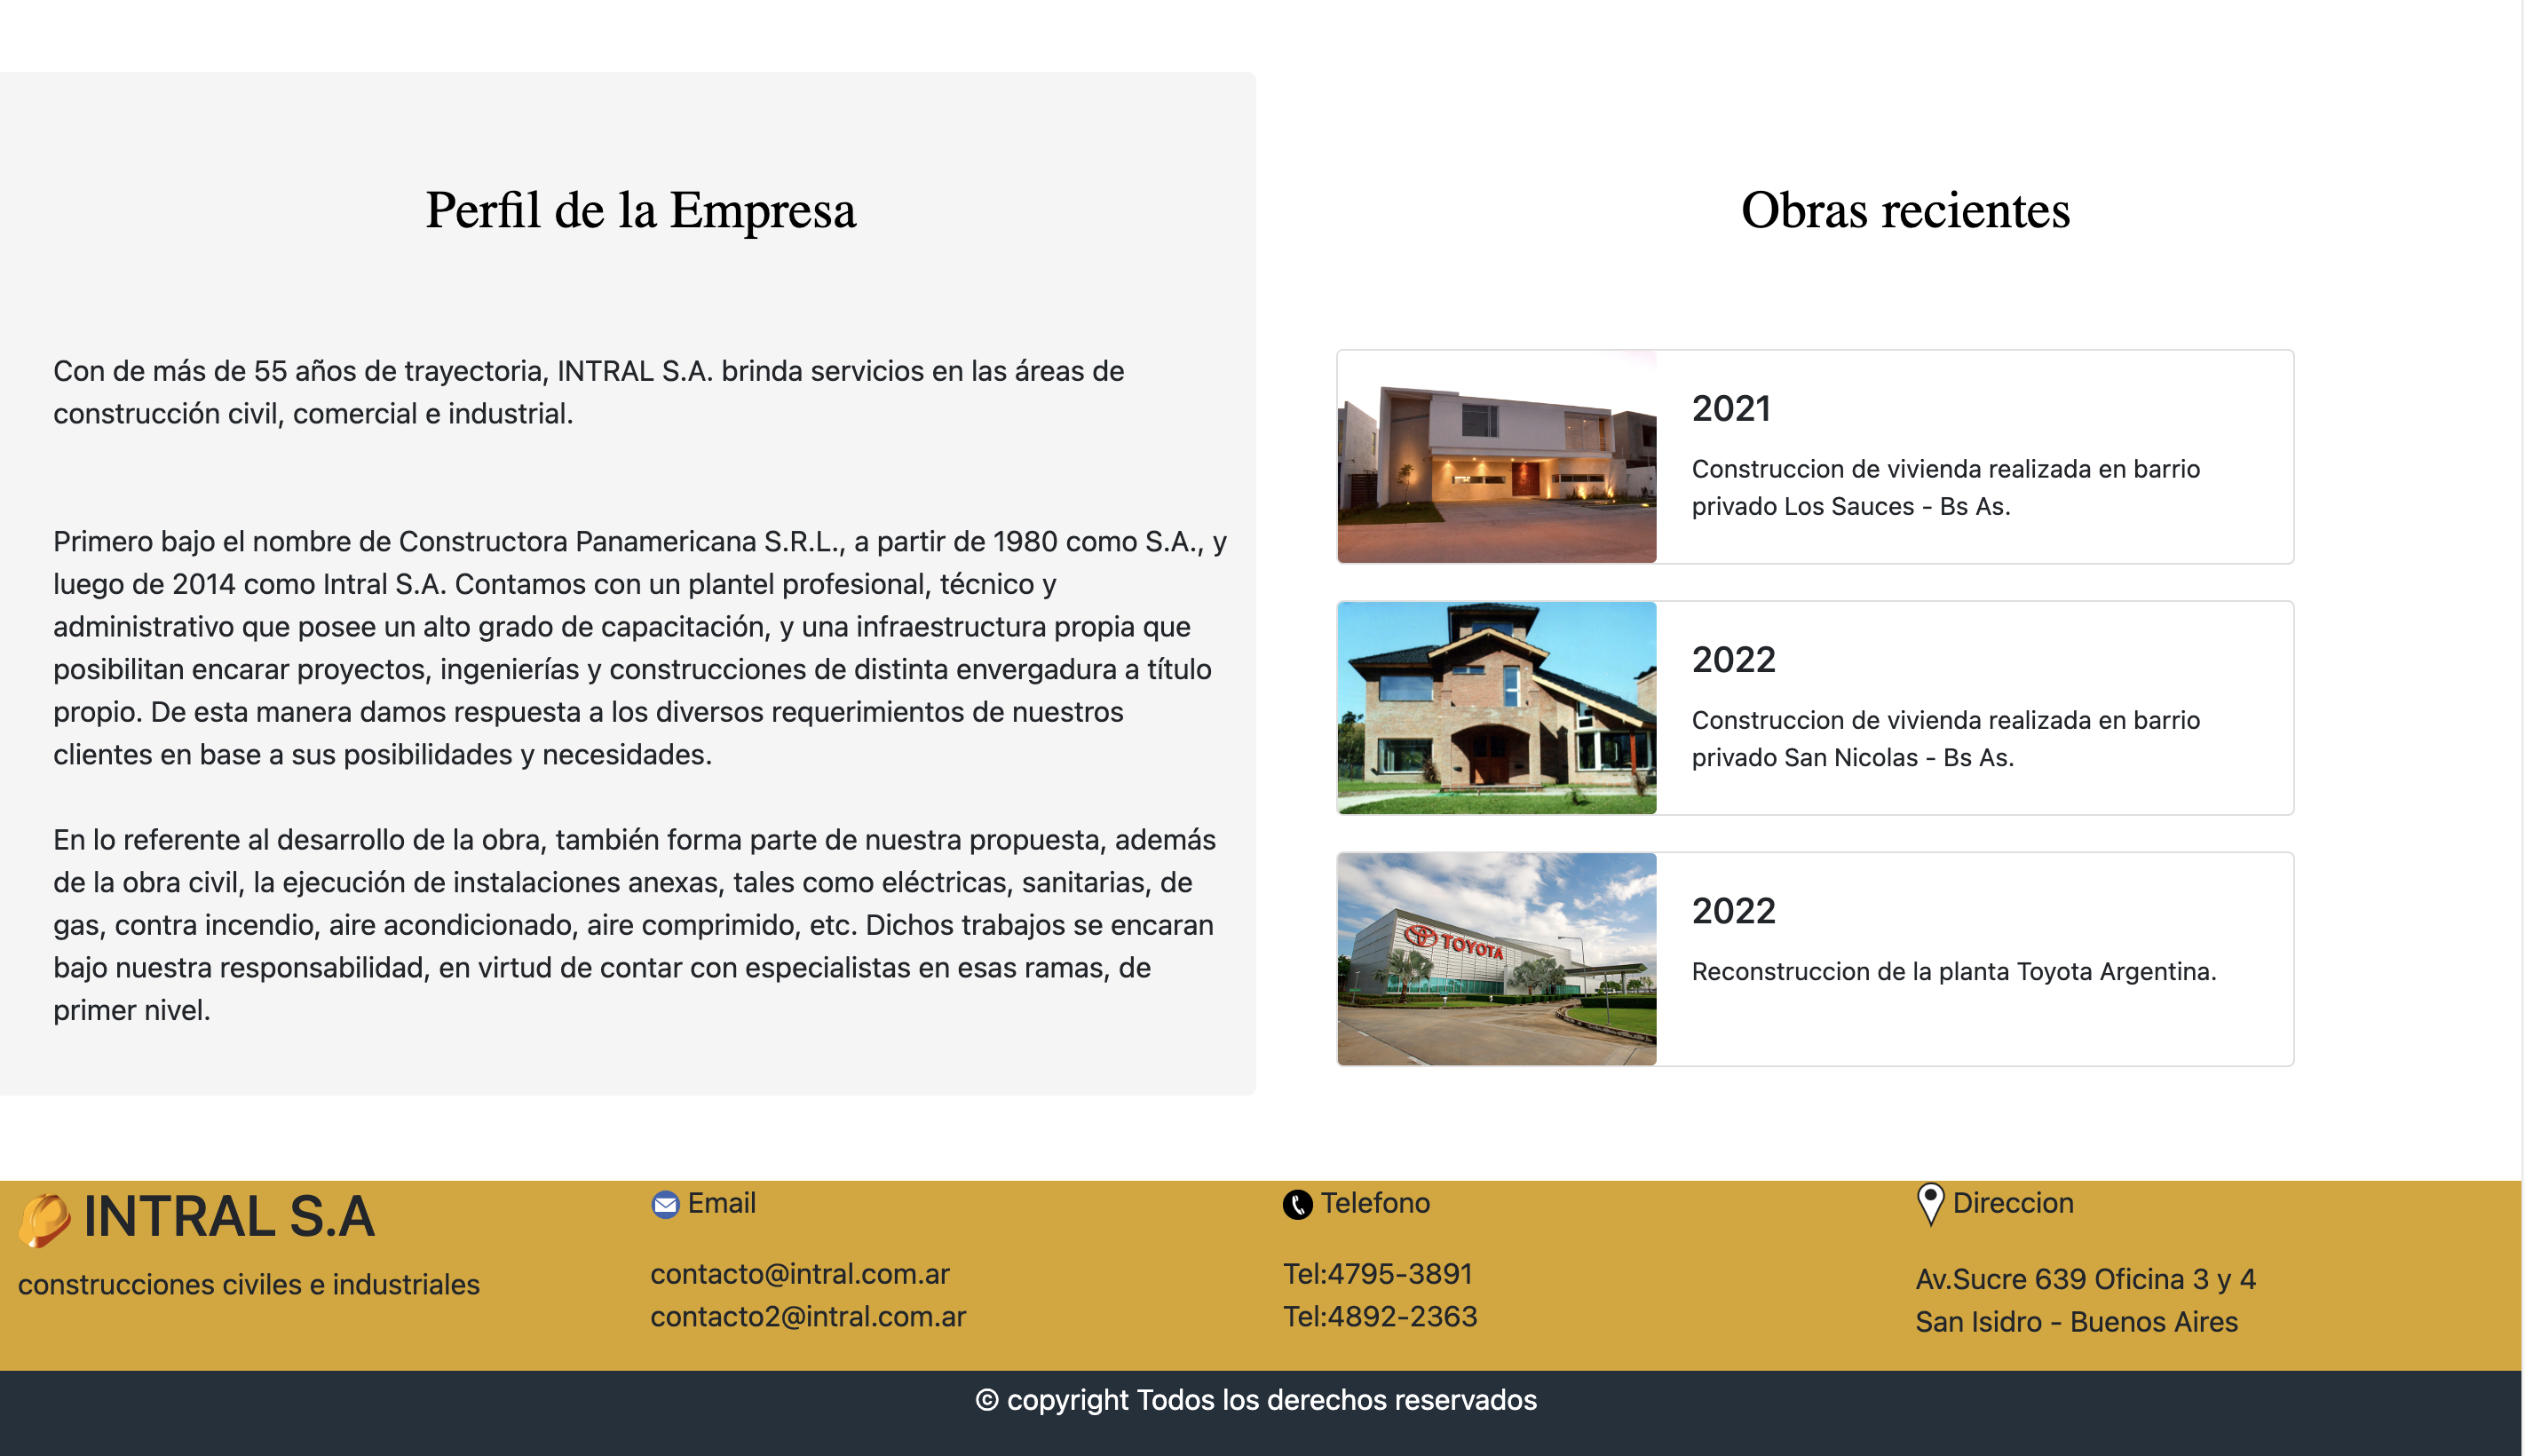 Perfil de la Empresa
Con de más de 55 años de trayectoria, INTRAL S.A. brinda servicios en las áreas de
construcción civil, comercial e industrial.
Primero bajo el nombre de Constructora Panamericana S.R.L., a partir de 1980 como S.A., y
luego de 2014 como Intral S.A. Contamos con un plantel profesional, técnico y
administrativo que posee un alto grado de capacitación, y una infraestructura propia que
posibilitan encarar proyectos, ingenierías y construcciones de distinta envergadura a título
propio. De esta manera damos respuesta a los diversos requerimientos de nuestros
clientes en base a sus posibilidades y necesidades.
En lo referente al desarrollo de la obra, también forma parte de nuestra propuesta, además
de la obra civil, la ejecución de instalaciones anexas, tales como eléctricas, sanitarias, de
gas, contra incendio, aire acondicionado, aire comprimido, etc. Dichos trabajos se encaran
bajo nuestra responsabilidad, en virtud de contar con especialistas en esas ramas, de
primer nivel.
Obras recientes
2021
Construccion de vivienda realizada en barrio
privado Los Sauces - Bs As.
2022
Construccion de vivienda realizada en barrio
privado San Nicolas - Bs As.
TOYOTA
2022
Reconstruccion de la planta Toyota Argentina.
INTRAL S.A
construcciones civiles e industriales
Email
contacto@intral.com.ar
contacto2@intral.com.ar
Telefono
Tel:4795-3891
Tel:4892-2363
Direccion
Av.Sucre 639 Oficina 3 y 4
San Isidro - Buenos Aires
© copyright Todos los derechos reservados